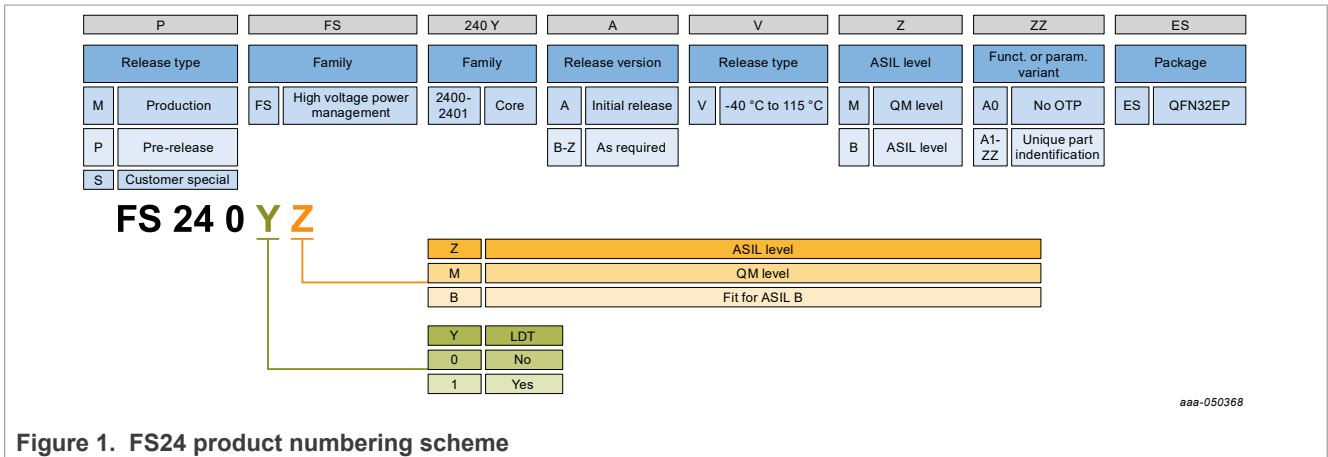 P FS 240 Y A V Z ZZ ES
Release type Family Family Release version Release type ASIL level Funct. or param. variant Package
M Production FS High voltage power management 2400-2401 Core A Initial release V -40 °C to 115 °C M QM level A0 No OTP ES QFN32EP
P Pre-release B-Z As required B ASIL level A1-ZZ Unique part indentification
S Customer special
FS 24 0 Y Z
Z ASIL level
M QM level
B Fit for ASIL B
Y LDT
0 No
1 Yes
aaa-050368
Figure 1. FS24 product numbering scheme